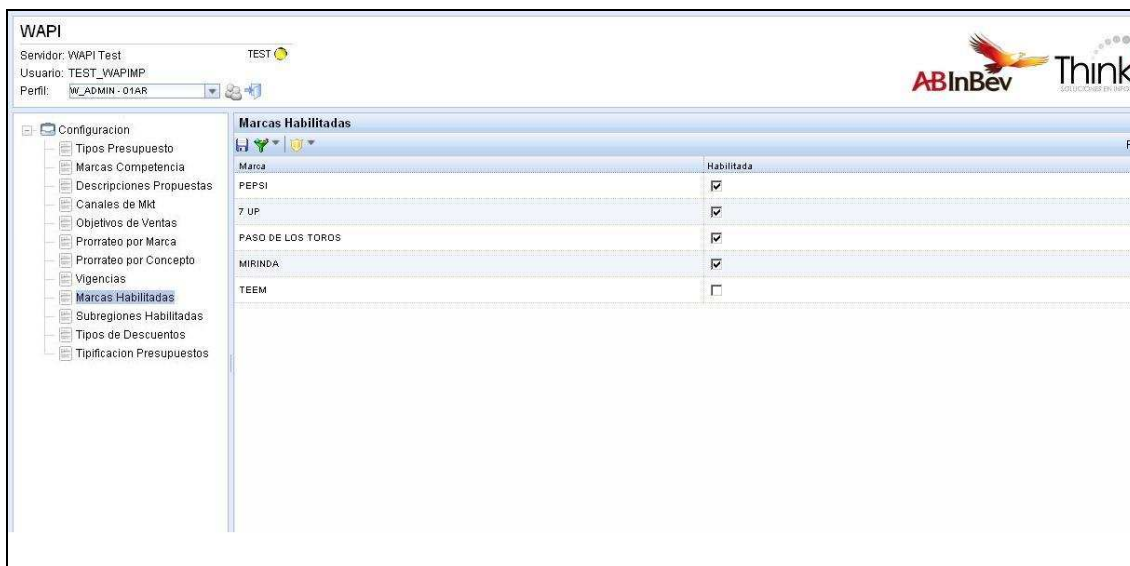 WAPI
Servidor: WAPI Test TEST
Usuario: TEST_WAPIMP
Perfil: W_ADMIN - 01AR
ABInBev
Think
Configuracion
Tipos Presupuesto
Marcas Competencia
Descripciones Propuestas
Canales de Mkt
Objetivos de Ventas
Prorrateo por Marca
Prorrateo por Concepto
Vigencias
Marcas Habilitadas
Subregiones Habilitadas
Tipos de Descuentos
Tipificacion Presupuestos
Marcas Habilitadas
Marca Habilitada
PEPSI
7 UP
PASO DE LOS TOROS
MIRINDA
TEEM